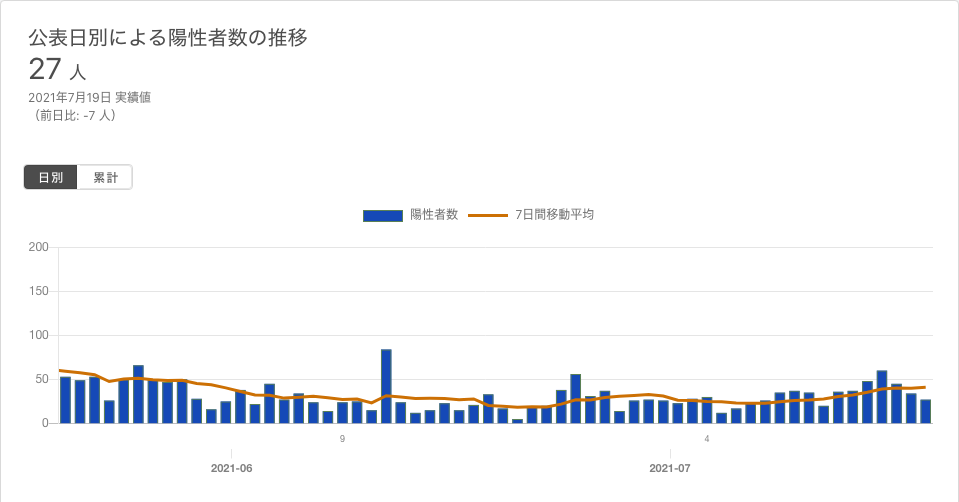 公表日別による陽性者数の推移
27 人
2021年7月19日 実績値
（前日比: -7 人）
日別 累計
陽性者数 7日間移動平均
200
150
100
50
0
9 4
2021-06 2021-07